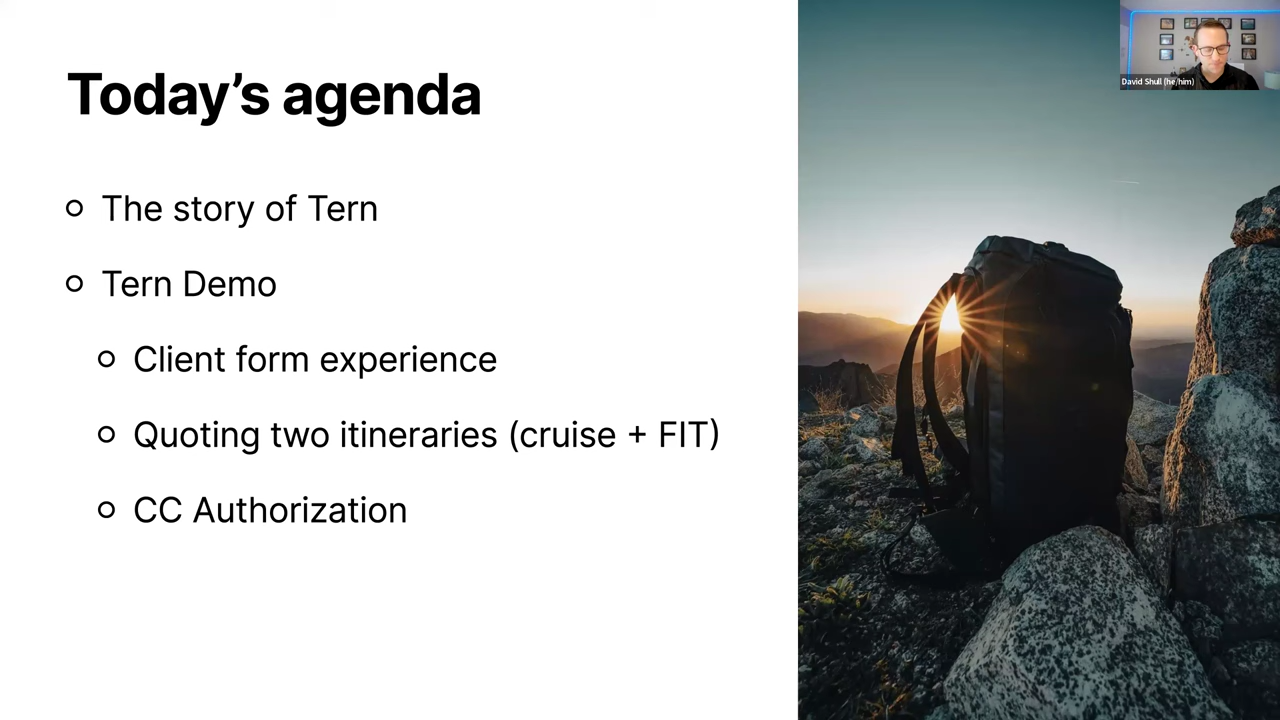 Today’s agenda
The story of Tern
Tern Demo
Client form experience
Quoting two itineraries (cruise + FIT)
CC Authorization
David Shull (he/him)